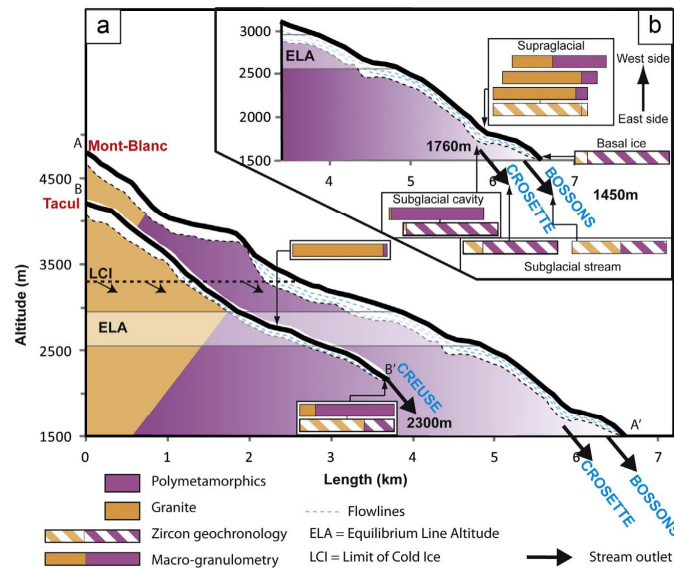 a
b
3000
2500
2000
1500
ELA
4
5
6
7
Supraglacial
West side
East side
Basal ice
1760m
1450m
CROSETTE
BOSSONS
Subglacial cavity
Subglacial stream
A
Mont-Blanc
B
Tacul
4500
3500
2500
1500
Altitude (m)
LCI
ELA
B'
CREUSE
2300m
A'
CROSETTE
BOSSONS
0
1
2
3
4
5
6
7
Length (km)
Polymetamorphics
Granite
Zircon geochronology
Macro-granulometry
Flowlines
ELA = Equilibrium Line Altitude
LCI = Limit of Cold Ice
Stream outlet